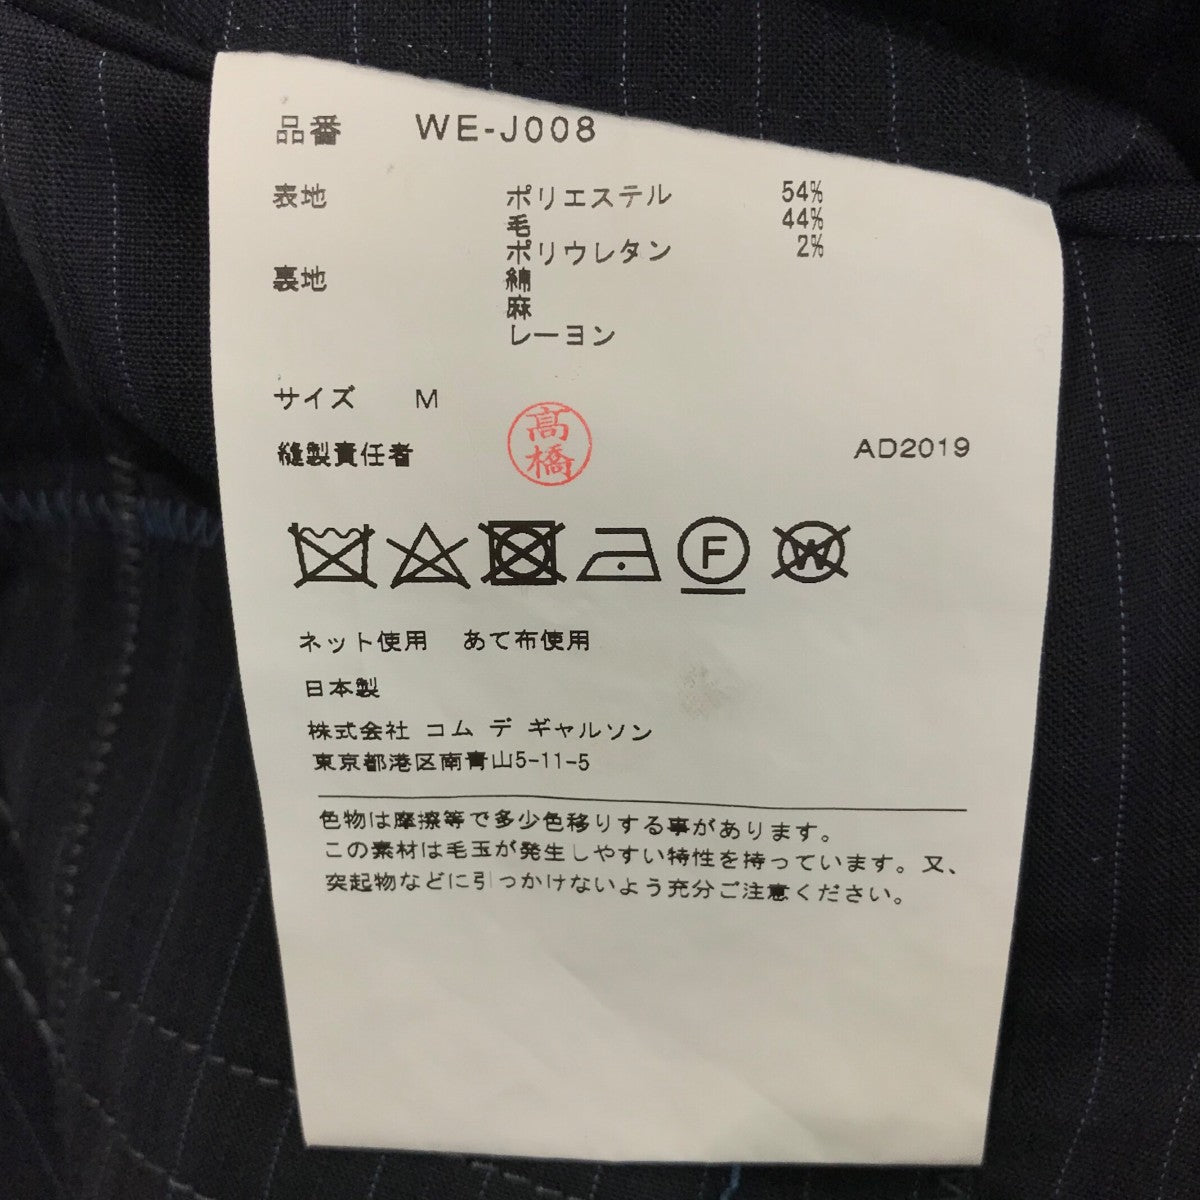 品番 WE-J008
表地 ポリエステル 54%
毛 44%
ポリウレタン 2%
裏地 綿
麻
レーヨン
サイズ M
縫製責任者 高橋 AD2019
F W
ネット使用 あて布使用
日本製
株式会社 コム デ ギャルソン
東京都港区南青山5-11-5
色物は摩擦等で多少色移りする事があります。
この素材は毛玉が発生しやすい特性を持っています。又、
突起物などに引っかけないよう充分ご注意ください。